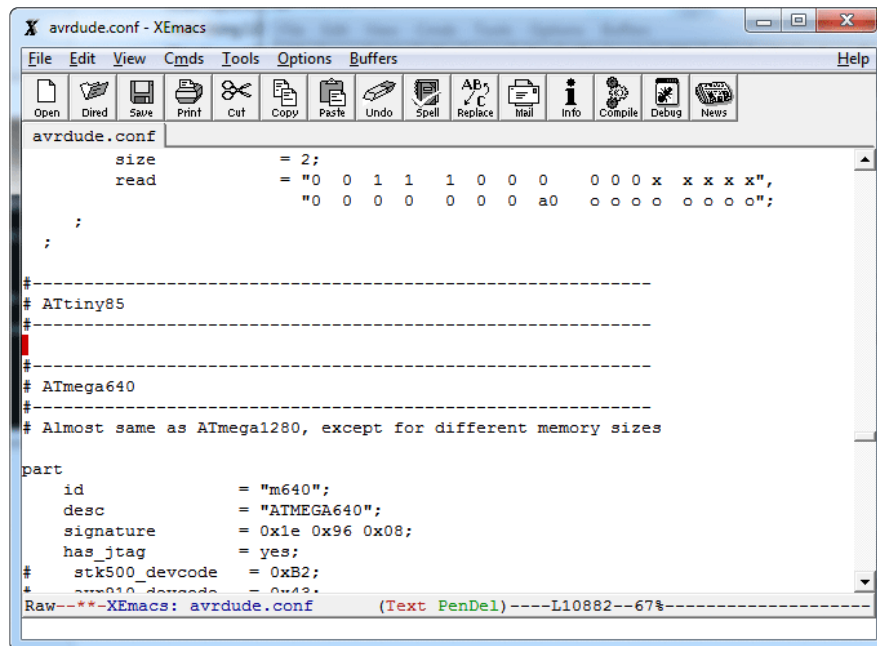 avrdude.conf - XEmacs
File Edit View Cmds Tools Options Buffers Help
Open Dired Save Print Cut Copy Paste Undo Spell Replace Mail Info Compile Debug News
avrdude.conf
size = 2;
read = "0 0 1 1 1 0 0 0 0 0 0 x x x x x",
"0 0 0 0 0 0 0 a0 o o o o o o o o";
;
;
#------------------------------------------------------------
# ATtiny85
#------------------------------------------------------------
#------------------------------------------------------------
# ATmega640
#------------------------------------------------------------
# Almost same as ATmega1280, except for different memory sizes
part
id = "m640";
desc = "ATMEGA640";
signature = 0x1e 0x96 0x08;
has_jtag = yes;
# stk500_devcode = 0xB2;
# avr910_devcode = 0x43;
Raw--**-XEmacs: avrdude.conf (Text PenDel)----L10882--67%--------------------